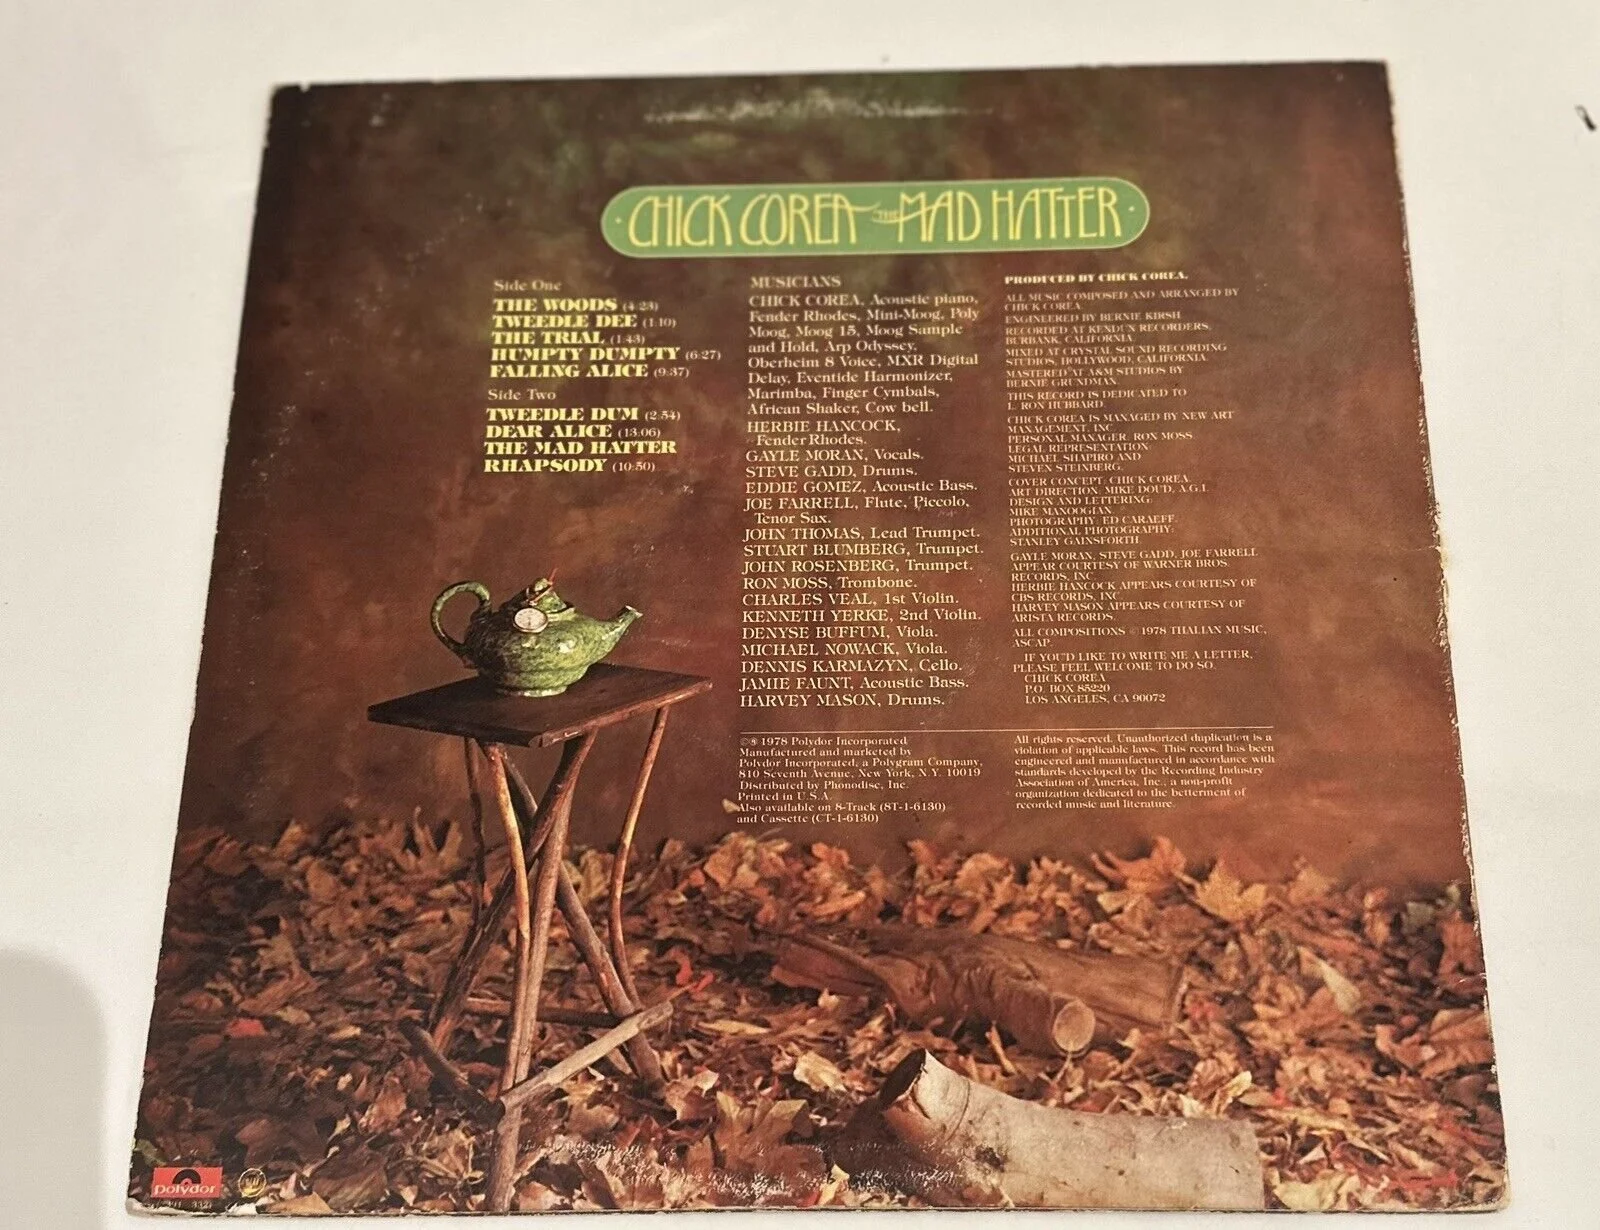 CHICK COREA THE MAD HATTER
Side One
THE WOODS (4:23)
TWEEDLE DEE (1:10)
THE TRIAL (1:43)
HUMPTY DUMPTY (6:27)
FALLING ALICE (9:37)
Side Two
TWEEDLE DUM (2:54)
DEAR ALICE (13:06)
THE MAD HATTER
RHAPSODY (10:50)
MUSICIANS
CHICK COREA, Acoustic piano,
Fender Rhodes, Mini-Moog, Poly
Moog, Moog 15, Moog Sample
and Hold, Arp Odyssey,
Oberheim 8 Voice, MXR Digital
Delay, Eventide Harmonizer,
Marimba, Finger Cymbals,
African Shaker, Cow bell.
HERBIE HANCOCK,
Fender Rhodes.
GAYLE MORAN, Vocals.
STEVE GADD, Drums.
EDDIE GOMEZ, Acoustic Bass.
JOE FARRELL, Flute, Piccolo,
Tenor Sax.
JOHN THOMAS, Lead Trumpet.
STUART BLUMBERG, Trumpet.
JOHN ROSENBERG, Trumpet.
RON MOSS, Trombone.
CHARLES VEAL, 1st Violin.
KENNETH YERKE, 2nd Violin.
DENYSE BUFFUM, Viola.
MICHAEL NOWACK, Viola.
DENNIS KARMAZYN, Cello.
JAMIE FAUNT, Acoustic Bass.
HARVEY MASON, Drums.
PRODUCED BY CHICK COREA.
ALL MUSIC COMPOSED AND ARRANGED BY
CHICK COREA
ENGINEERED BY BERNIE KIRSH
RECORDED AT KENDUN RECORDERS,
BURBANK, CALIFORNIA.
MIXED AT CRYSTAL SOUND RECORDING
STUDIOS, HOLLYWOOD, CALIFORNIA.
MASTERED AT A&M STUDIOS BY
BERNIE GRUNDMAN.
THIS RECORD IS DEDICATED TO
L. RON HUBBARD.
CHICK COREA IS MANAGED BY NEW ART
MANAGEMENT, INC
PERSONAL MANAGER: RON MOSS
LEGAL REPRESENTATION:
MICHAEL SHAPIRO AND
STEVEN STEINBERG.
COVER CONCEPT: CHICK COREA
ART DIRECTION: MIKE DOUD, A.G.I.
DESIGN AND LETTERING:
MIKE MANOOGIAN.
PHOTOGRAPHY: ED CARAEFF.
ADDITIONAL PHOTOGRAPHY:
STANLEY GAINSFORTH
GAYLE MORAN, STEVE GADD, JOE FARRELL
APPEAR COURTESY OF WARNER BROS.
RECORDS, INC.
HERBIE HANCOCK APPEARS COURTESY OF
CBS RECORDS, INC.
HARVEY MASON APPEARS COURTESY OF
ARISTA RECORDS.
ALL COMPOSITIONS © 1978 THALIAN MUSIC,
ASCAP.
IF YOU'D LIKE TO WRITE ME A LETTER,
PLEASE FEEL WELCOME TO DO SO.
CHICK COREA
P.O. BOX 85220
LOS ANGELES, CA 90072
©℗ 1978 Polydor Incorporated
Manufactured and marketed by
Polydor Incorporated, a Polygram Company,
810 Seventh Avenue, New York, N.Y. 10019
Distributed by Phonodisc, Inc.
Printed in U.S.A.
Also available on 8-Track (8T-1-6130)
and Cassette (CT-1-6130)
All rights reserved. Unauthorized duplication is a
violation of applicable laws. This record has been
engineered and manufactured in accordance with
standards developed by the Recording Industry
Association of America, Inc., a non-profit
organization dedicated to the betterment of
recorded music and literature.
Polydor